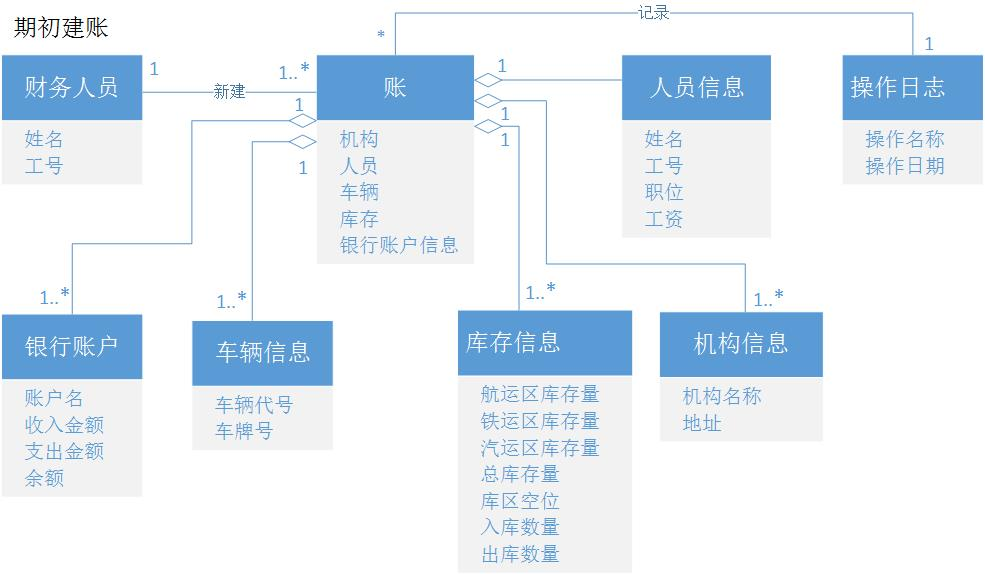 期初建账
记录
*
1
财务人员
1
新建
1..*
账
1
人员信息
操作日志
姓名
工号
1
1
机构
人员
车辆
库存
银行账户信息
1
1
姓名
工号
职位
工资
操作名称
操作日期
1..*
1..*
1..*
1..*
银行账户
账户名
收入金额
支出金额
余额
车辆信息
车辆代号
车牌号
库存信息
航运区库存量
铁运区库存量
汽运区库存量
总库存量
库区空位
入库数量
出库数量
机构信息
机构名称
地址